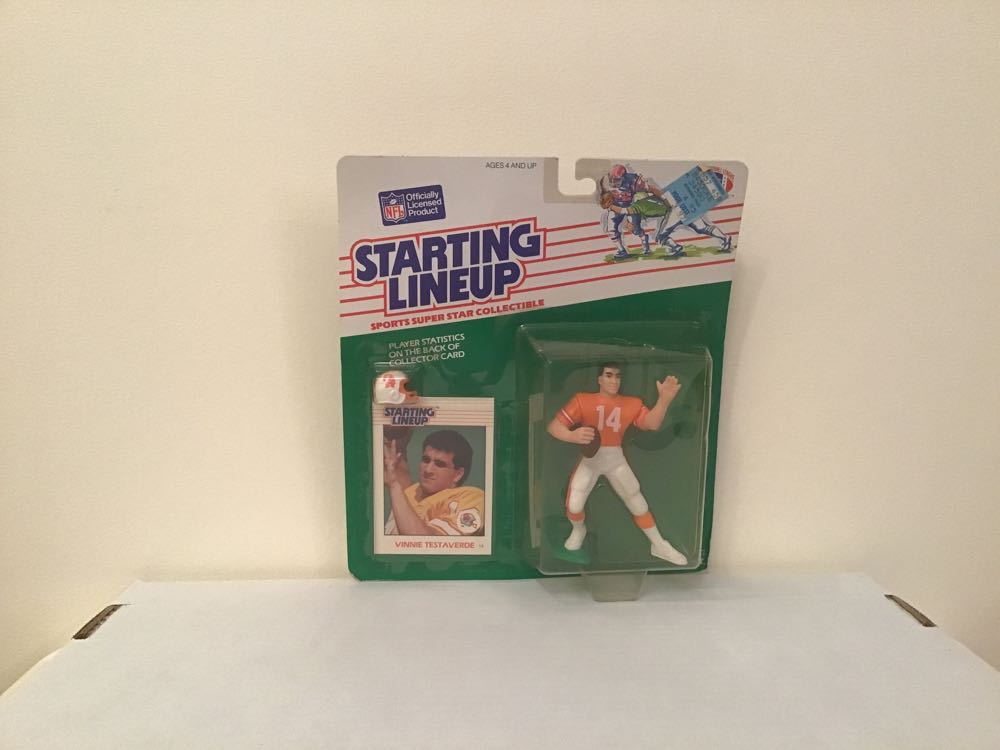 AGES 4 AND UP
NFL
Officially
Licensed
Product
STARTING
LINEUP
SPORTS SUPER STAR COLLECTIBLE
PLAYER STATISTICS
ON THE BACK OF
COLLECTOR CARD
STARTING
LINEUP
VINNIE TESTAVERDE
14